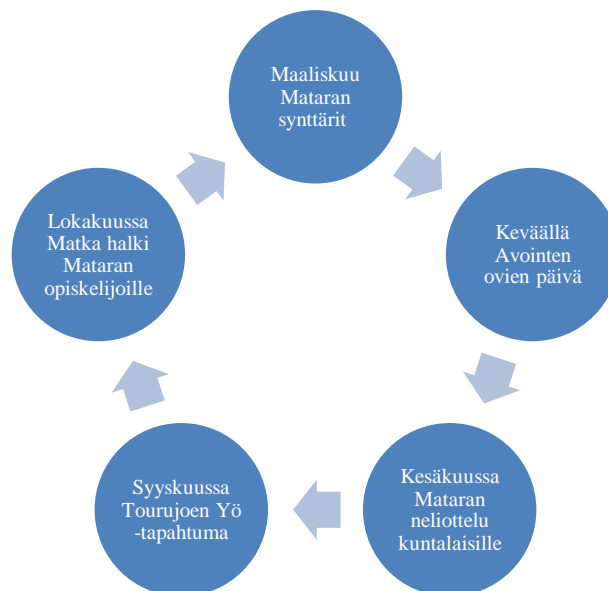 Maaliskuu
Mataran
synttärit
Keväällä
Avointen
ovien päivä
Kesäkuussa
Mataran
neliottelu
kuntalaisille
Syyskuussa
Tourujoen Yö
-tapahtuma
Lokakuussa
Matka halki
Mataran
opiskelijoille